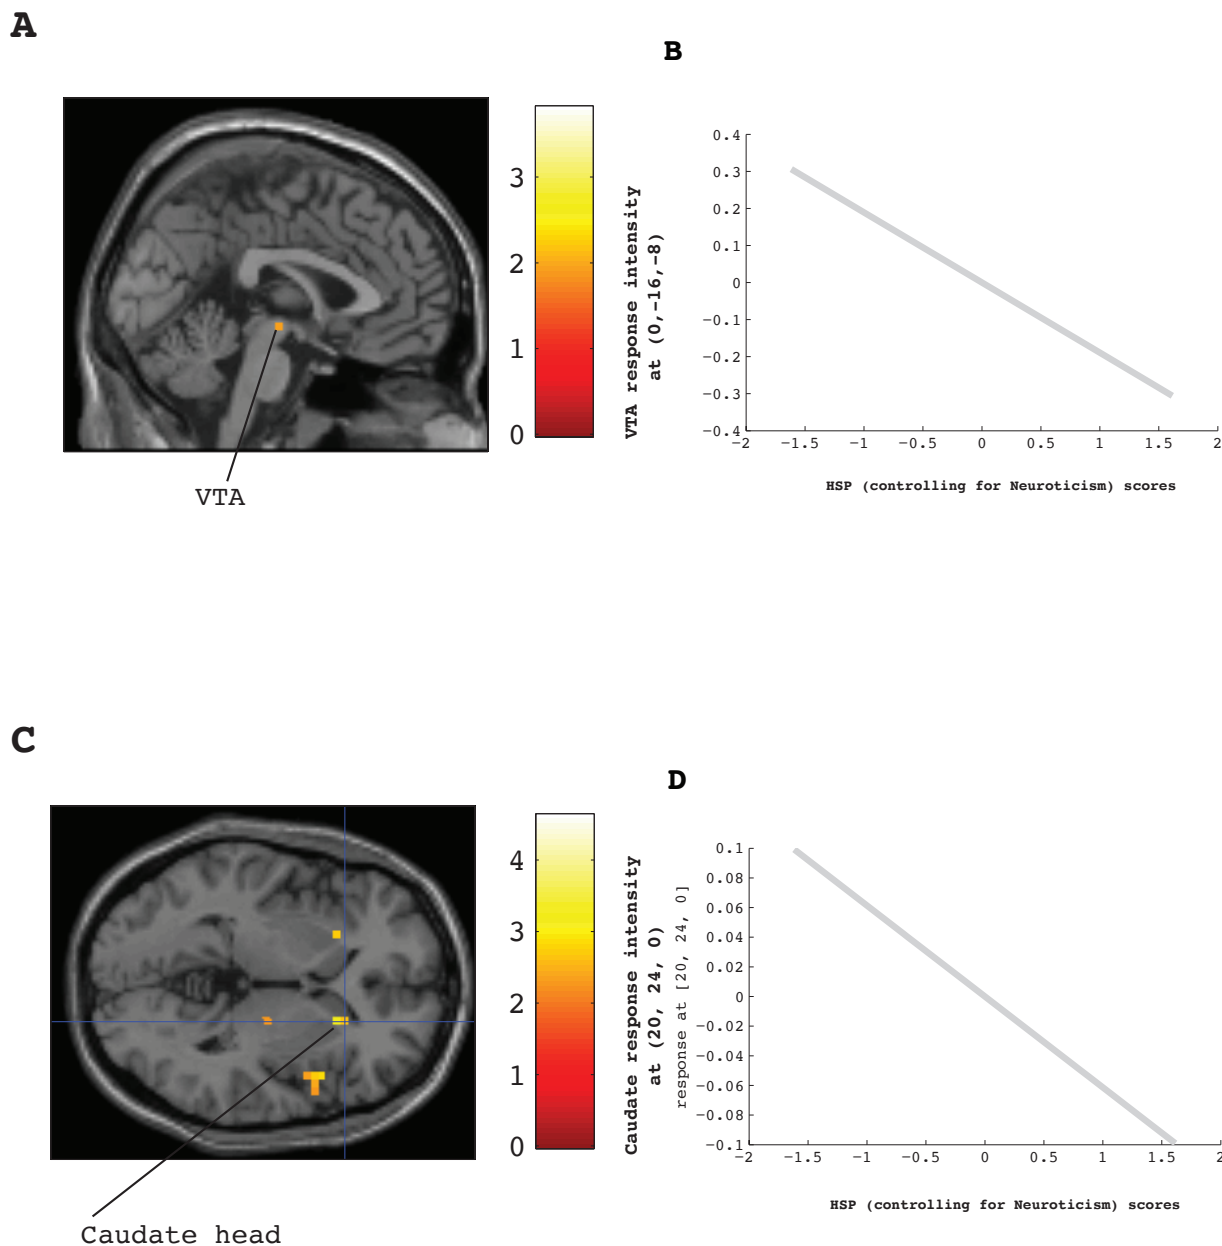 A
3
2
1
0
VTA
B
VTA response intensity
at (0,-16,-8)
0.4
0.3
0.2
0.1
0
−0.1
−0.2
−0.3
−0.4
−2 −1.5 −1 −0.5 0 0.5 1 1.5 2
HSP (controlling for Neuroticism) scores
C
4
3
2
1
0
Caudate head
D
Caudate response intensity
at (20, 24, 0)
response at [20, 24, 0]
0.1
0.08
0.06
0.04
0.02
0
−0.02
−0.04
−0.06
−0.08
−0.1
−2 −1.5 −1 −0.5 0 0.5 1 1.5 2
HSP (controlling for Neuroticism) scores